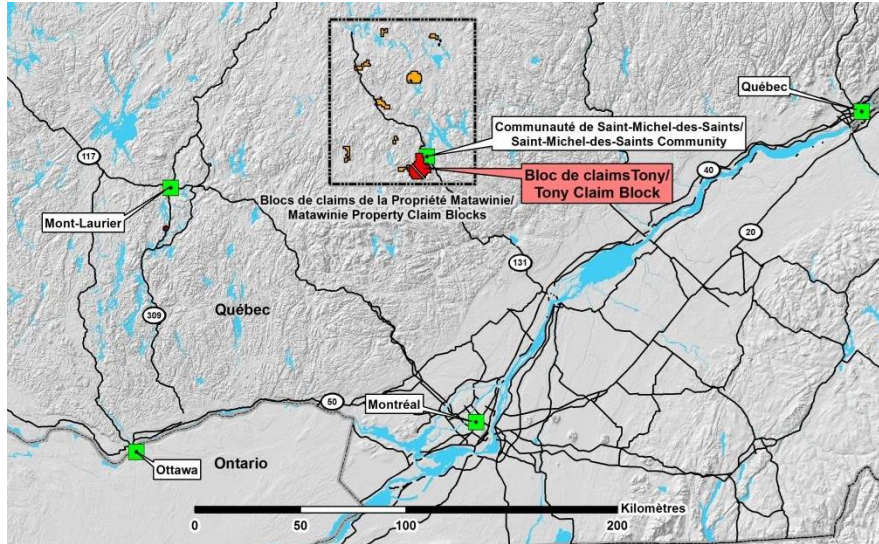 Québec
Communauté de Saint-Michel-des-Saints/
Saint-Michel-des-Saints Community
117
40
Bloc de claimsTony/
Tony Claim Block
Mont-Laurier
Blocs de claims de la Propriété Matawinie/
Matawinie Property Claim Blocks
20
131
Québec
309
50
Montréal
Ottawa
Ontario
Kilomètres
0
50
100
200